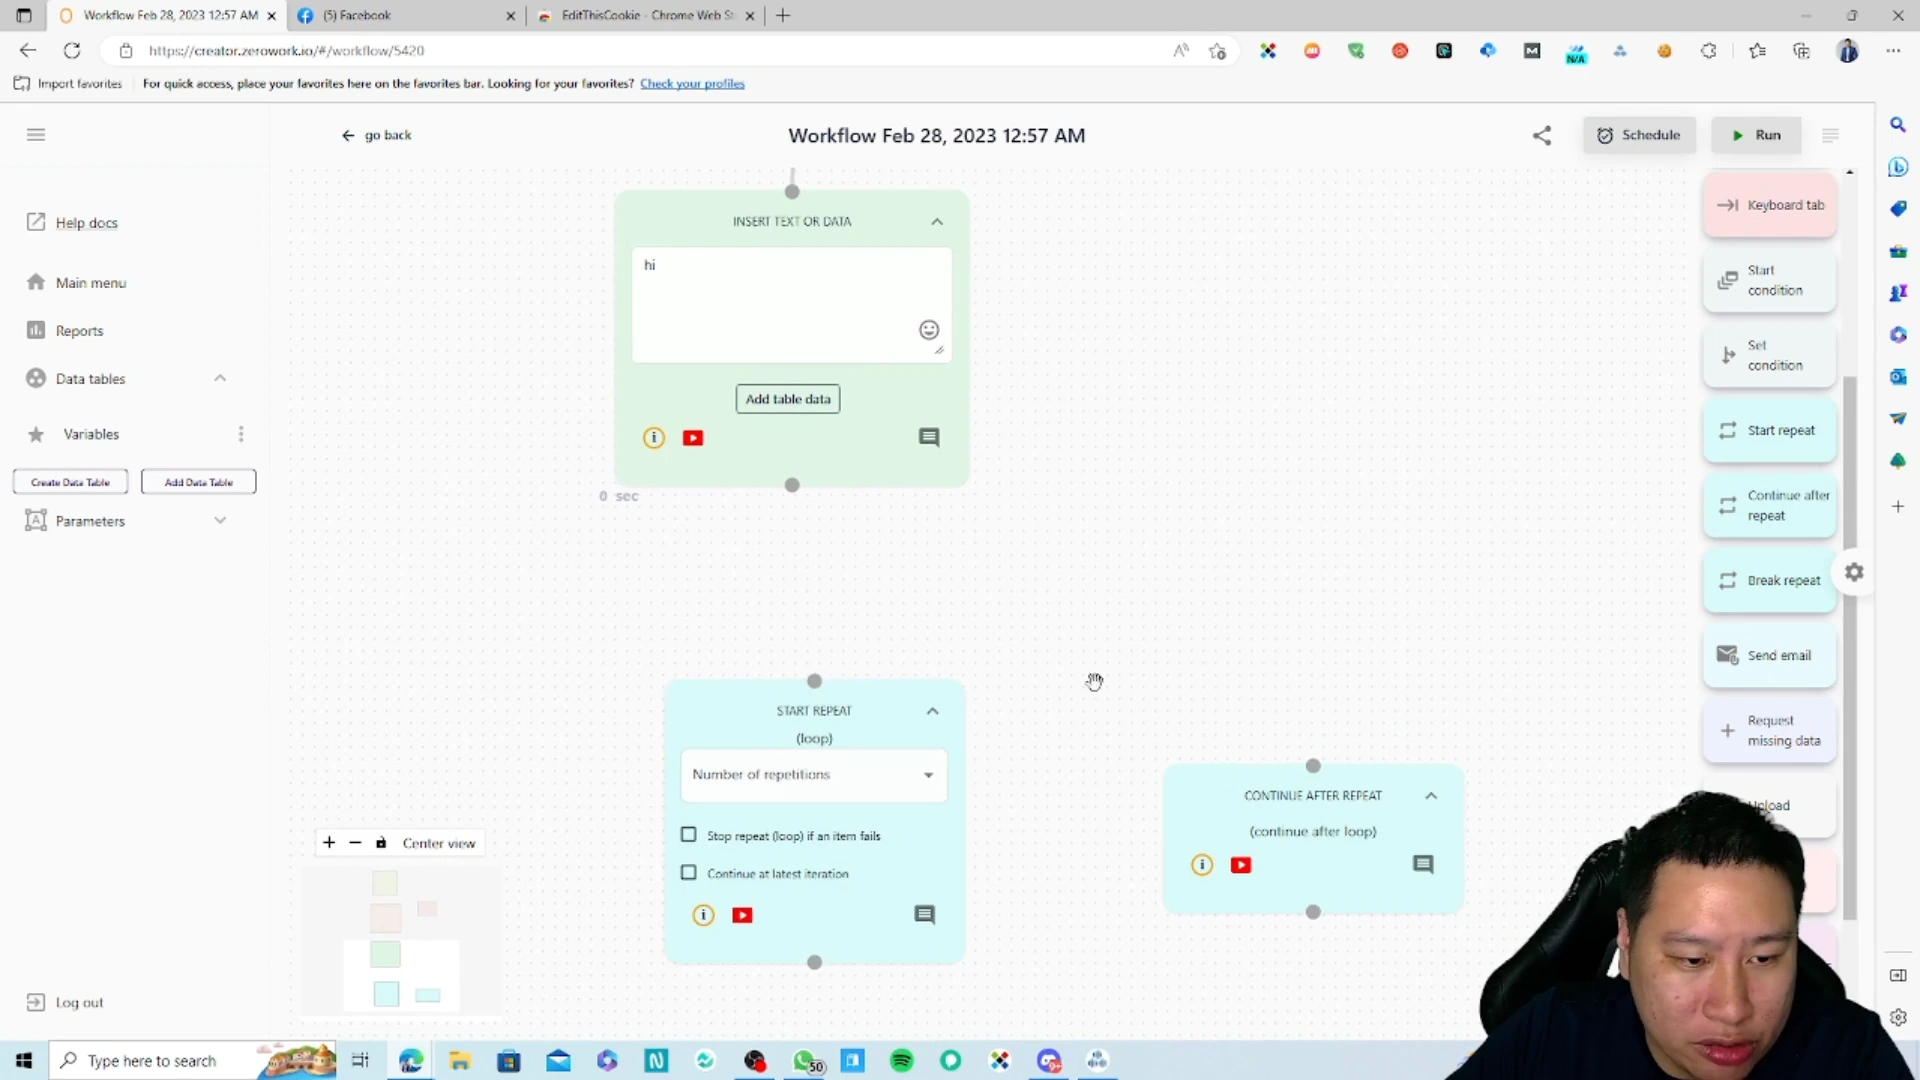 Workflow Feb 28, 2023 12:57 AM
(5) Facebook
EditThisCookie - Chrome Web St
https://creator.zerowork.io/#/workflow/5420
N/A
Import favorites
For quick access, place your favorites here on the favorites bar. Looking for your favorites? Check your profiles
go back
Workflow Feb 28, 2023 12:57 AM
Schedule
Run
Help docs
Main menu
Reports
Data tables
Variables
Create Data Table
Add Data Table
Parameters
Log out
INSERT TEXT OR DATA
hi
Add table data
0 sec
START REPEAT
(loop)
Number of repetitions
Stop repeat (loop) if an item fails
Continue at latest iteration
CONTINUE AFTER REPEAT
(continue after loop)
Center view
Keyboard tab
Start
condition
Set
condition
Start repeat
Continue after
repeat
Break repeat
Send email
Request
missing data
Upload
Type here to search
50
9+